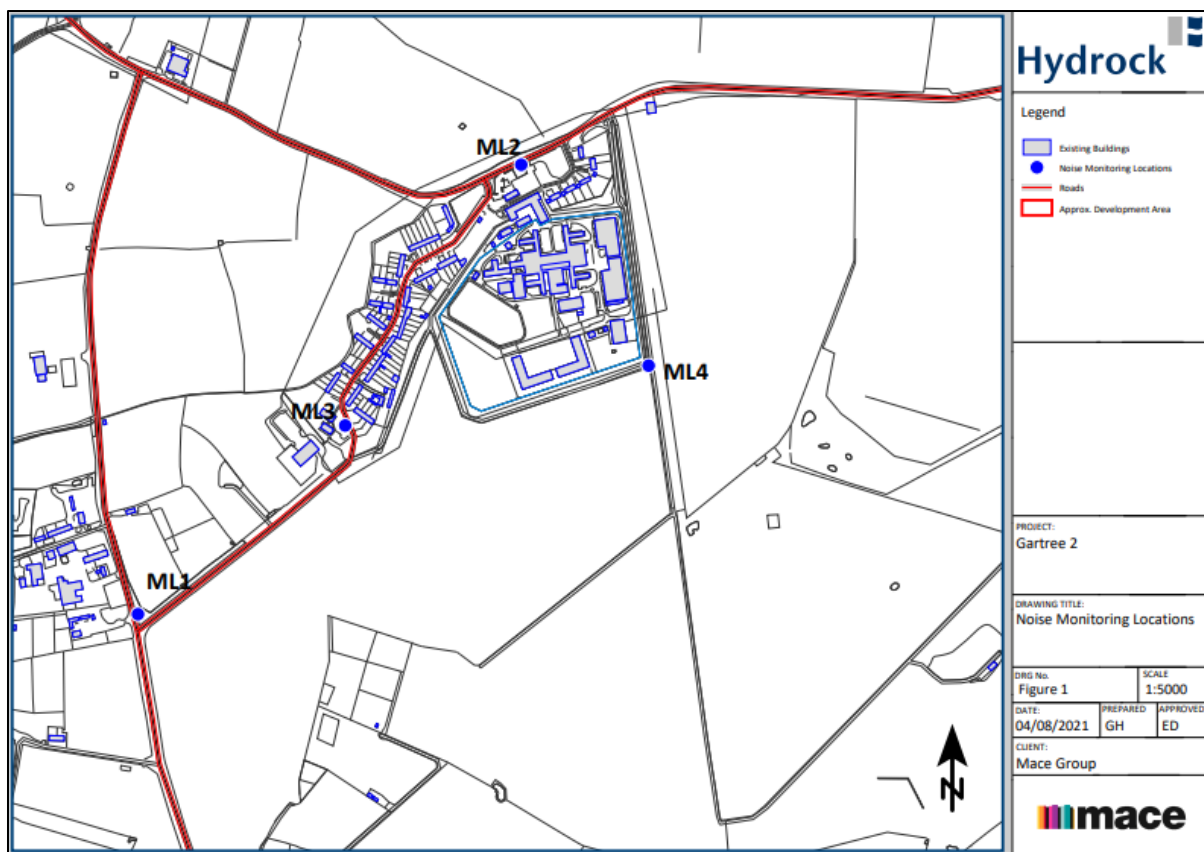 ML2
ML4
ML3
ML1
N
Hydrock
Legend
Existing Buildings
Noise Monitoring Locations
Roads
Approx. Development Area
PROJECT:
Gartree 2
DRAWING TITLE:
Noise Monitoring Locations
DRG No. SCALE
Figure 1 1:5000
DATE: PREPARED APPROVED
04/08/2021 GH ED
CLIENT:
Mace Group
mace